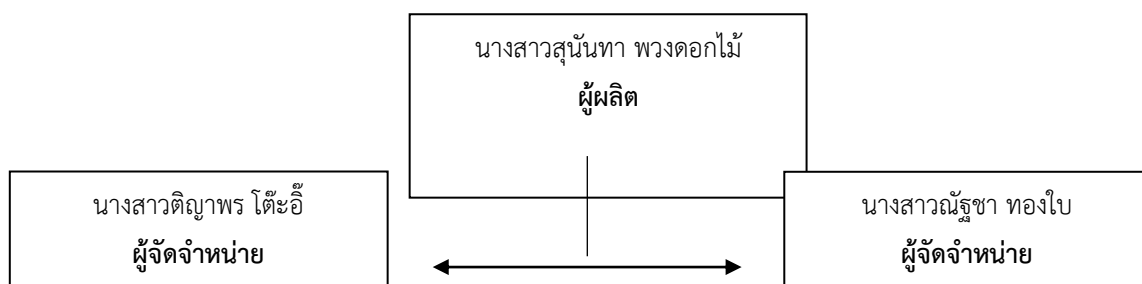 นางสาวสุนันทา พวงดอกไม้
ผู้ผลิต
นางสาวติญาพร โต๊ะอิ๊
ผู้จัดจำหน่าย
นางสาวณัฐชา ทองใบ
ผู้จัดจำหน่าย